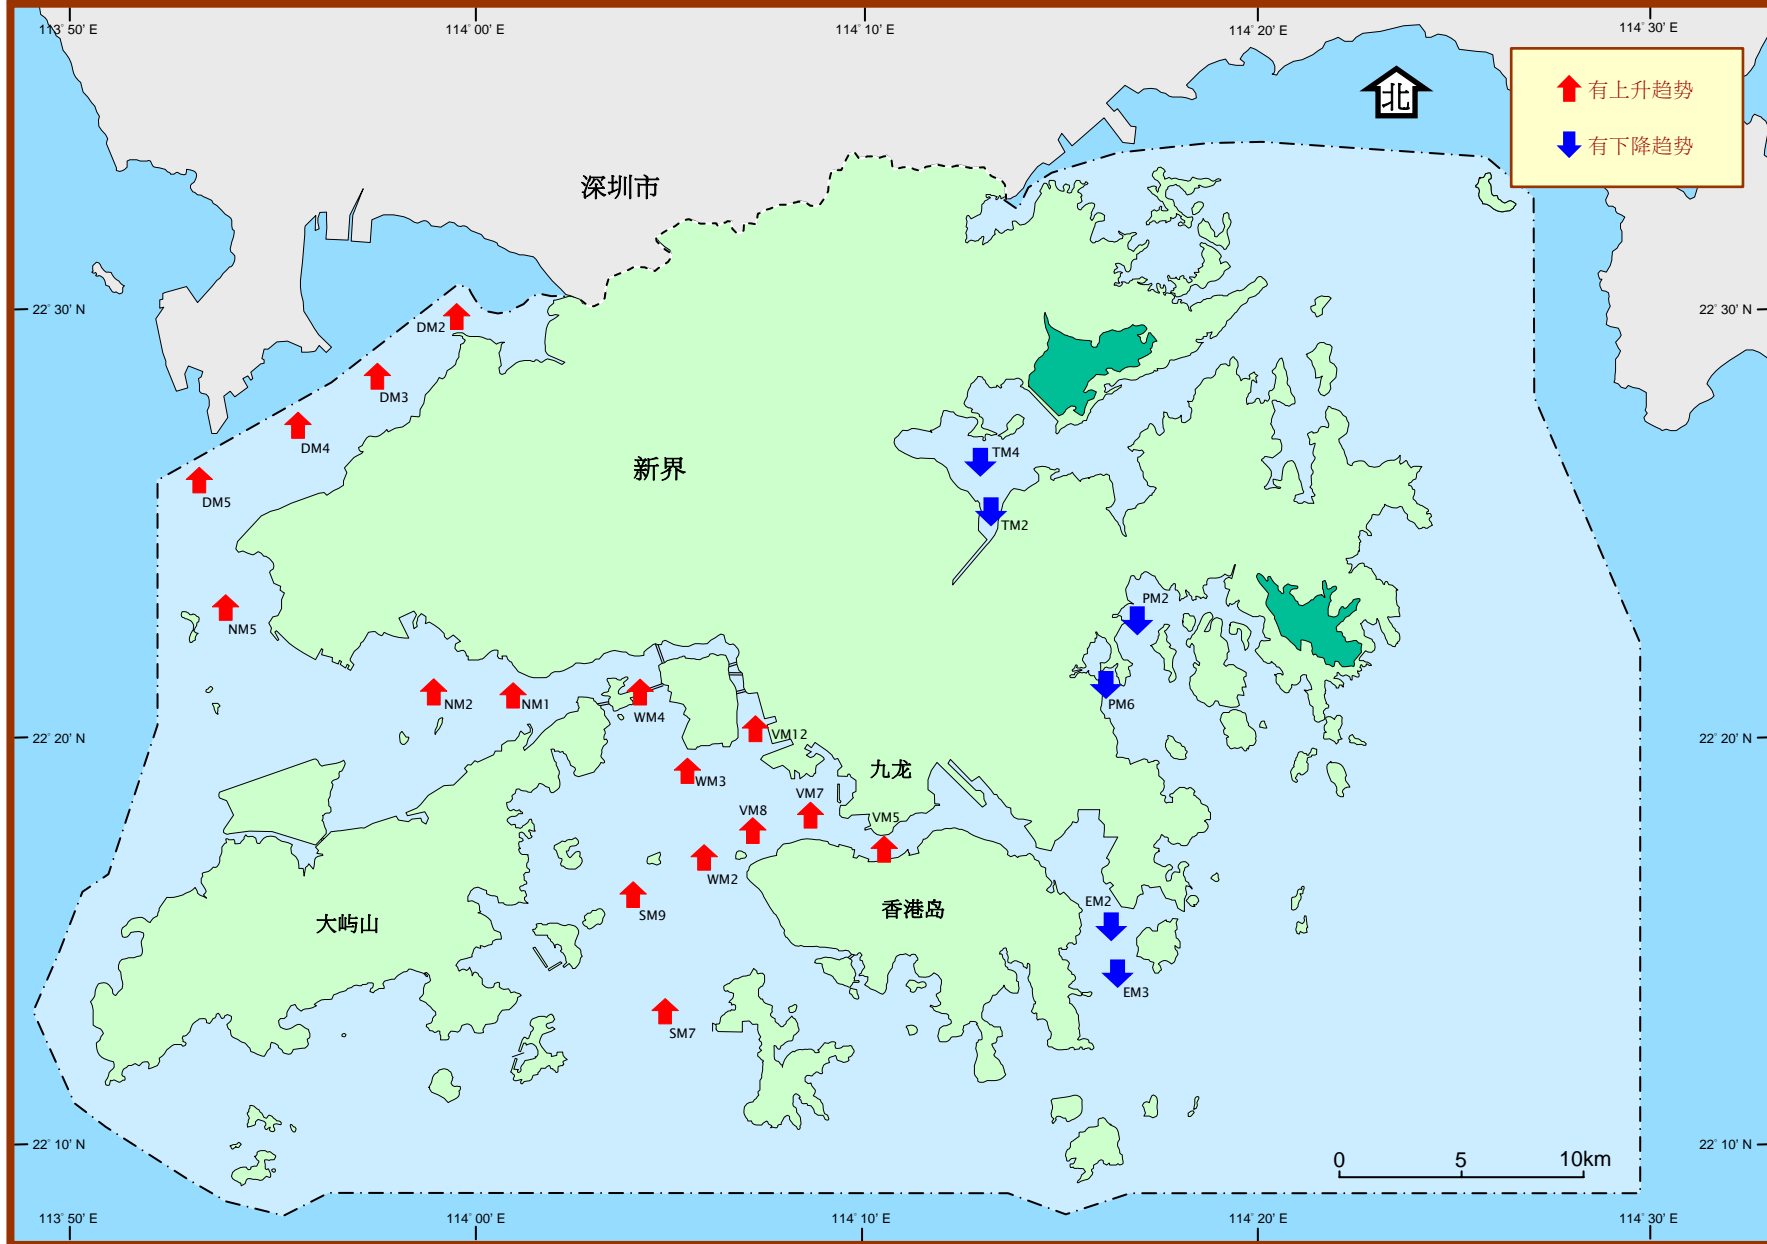 113° 50' E
114° 00' E
114° 10' E
114° 20' E
114° 30' E
有上升趋势
北
有下降趋势
深圳市
22° 30' N
22° 30' N
DM2
DM3
DM4
TM4
新界
DM5
TM2
PM2
NM5
NM2
NM1
WM4
PM6
VM12
22° 20' N
22° 20' N
九龙
WM3
VM7
VM8
VM5
WM2
EM2
SM9
香港岛
大屿山
EM3
SM7
22° 10' N
22° 10' N
0 5 10km
113° 50' E
114° 00' E
114° 10' E
114° 20' E
114° 30' E